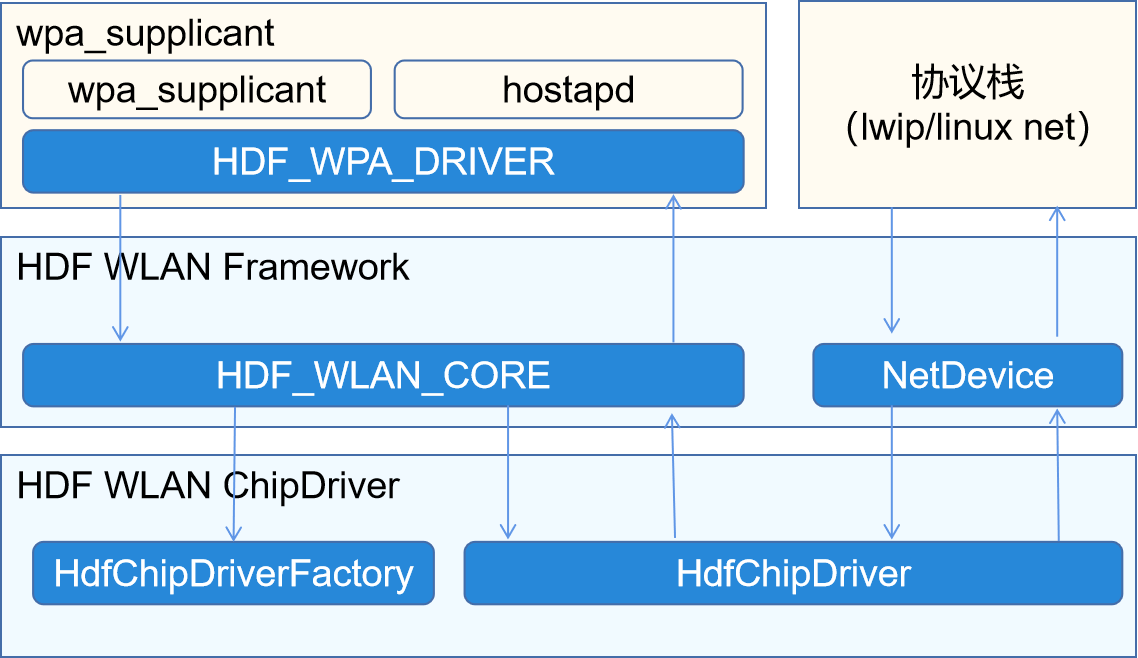 wpa_supplicant
wpa_supplicant
hostapd
HDF_WPA_DRIVER
协议栈
（lwip/linux net）
HDF WLAN Framework
HDF_WLAN_CORE
NetDevice
HDF WLAN ChipDriver
HdfChipDriverFactory
HdfChipDriver